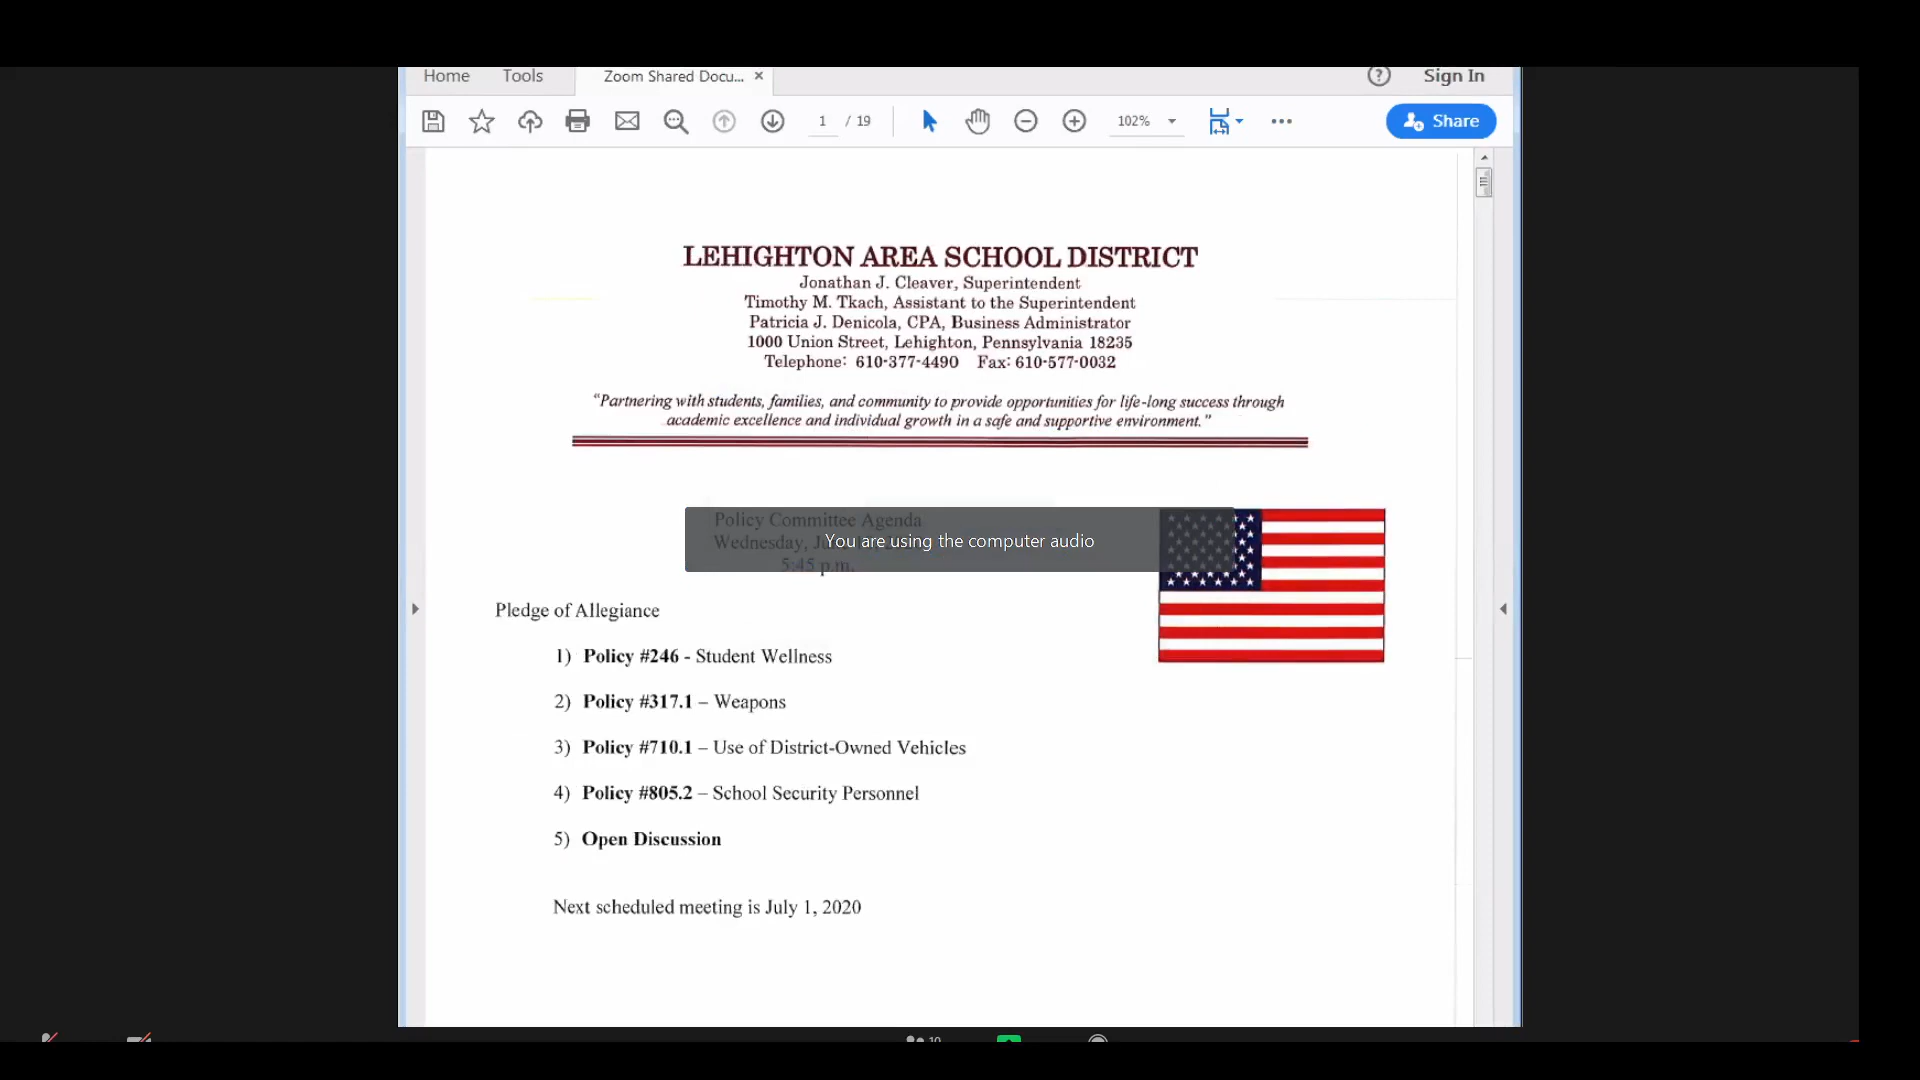 Home Tools Zoom Shared Docu... × Sign In
1 / 19 102% Share
LEHIGHTON AREA SCHOOL DISTRICT
Jonathan J. Cleaver, Superintendent
Timothy M. Tkach, Assistant to the Superintendent
Patricia J. Denicola, CPA, Business Administrator
1000 Union Street, Lehighton, Pennsylvania 18235
Telephone: 610-377-4490 Fax: 610-577-0032
"Partnering with students, families, and community to provide opportunities for life-long success through
academic excellence and individual growth in a safe and supportive environment."
Policy Committee Agenda
Wednesday,
You are using the computer audio
5:45 p.m.
Pledge of Allegiance
1) Policy #246 - Student Wellness
2) Policy #317.1 – Weapons
3) Policy #710.1 – Use of District-Owned Vehicles
4) Policy #805.2 – School Security Personnel
5) Open Discussion
Next scheduled meeting is July 1, 2020